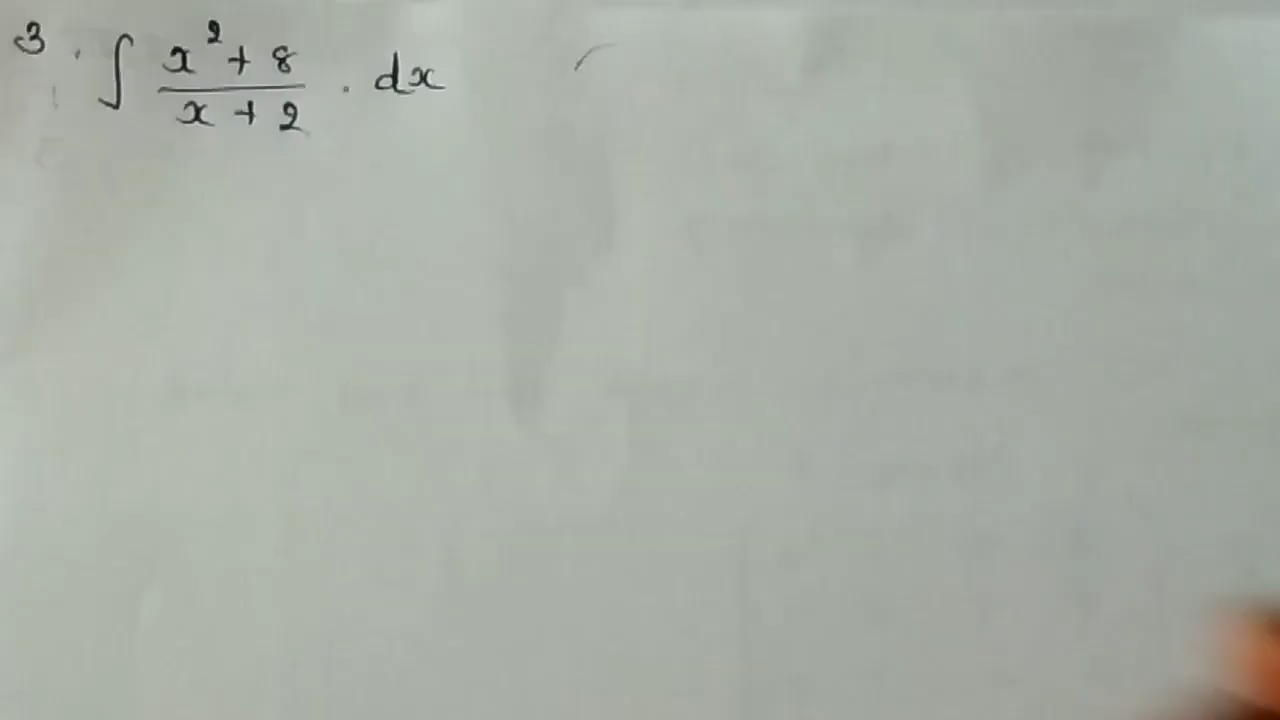 3. ∫ x² + 8 / x + 2 . dx